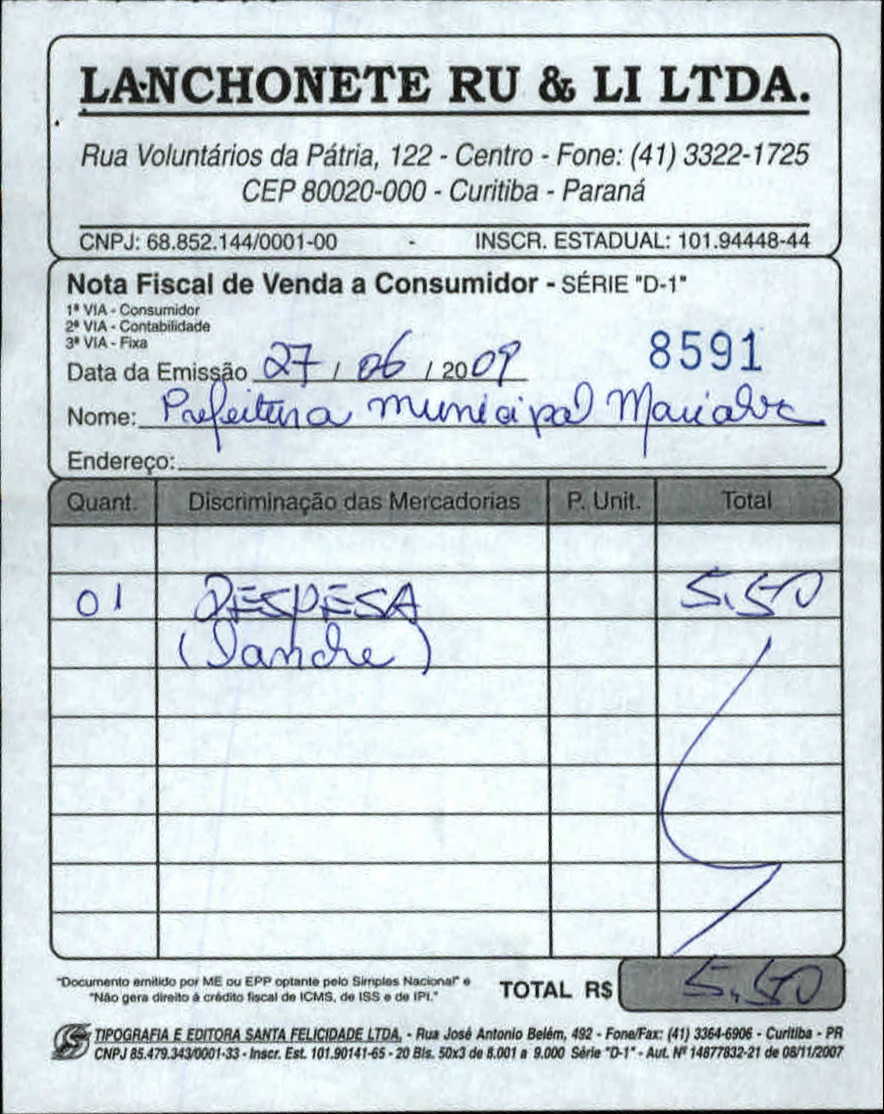 LANCHONETE RU & LI LTDA.
Rua Voluntários da Pátria, 122 - Centro - Fone: (41) 3322-1725
CEP 80020-000 - Curitiba - Paraná
CNPJ: 68.852.144/0001-00 - INSCR. ESTADUAL: 101.94448-44
Nota Fiscal de Venda a Consumidor - SÉRIE "D-1"
1ª VIA - Consumidor
2ª VIA - Contabilidade
3ª VIA - Fixa
8591
Data da Emissão 27 / 06 / 2009
Nome: Prefeitura Municipal Marialva
Endereço:
Quant. Discriminação das Mercadorias P. Unit. Total
01 DESPESA 5,50
(Lanche)
"Documento emitido por ME ou EPP optante pelo Simples Nacional" e
"Não gera direito á crédito fiscal de ICMS, de ISS e de IPI."
TOTAL R$ 5,50
TIPOGRAFIA E EDITORA SANTA FELICIDADE LTDA. - Rua José Antonio Belém, 492 - Fone/Fax: (41) 3364-6906 - Curitiba - PR
CNPJ 85.479.343/0001-33 - Inscr. Est. 101.90141-65 - 20 Bls. 50x3 de 8.001 a 9.000 Série "D-1" - Aut. Nº 14877832-21 de 08/11/2007